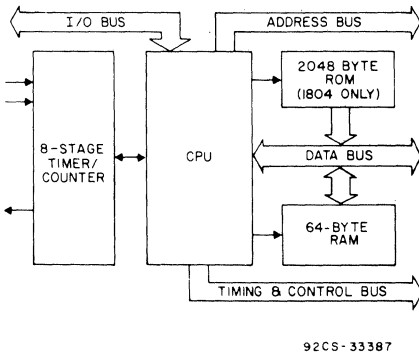 I/O BUS
ADDRESS BUS
2048 BYTE
ROM
(1804 ONLY)
8-STAGE
TIMER/
COUNTER
CPU
DATA BUS
64-BYTE
RAM
TIMING & CONTROL BUS
92CS-33387